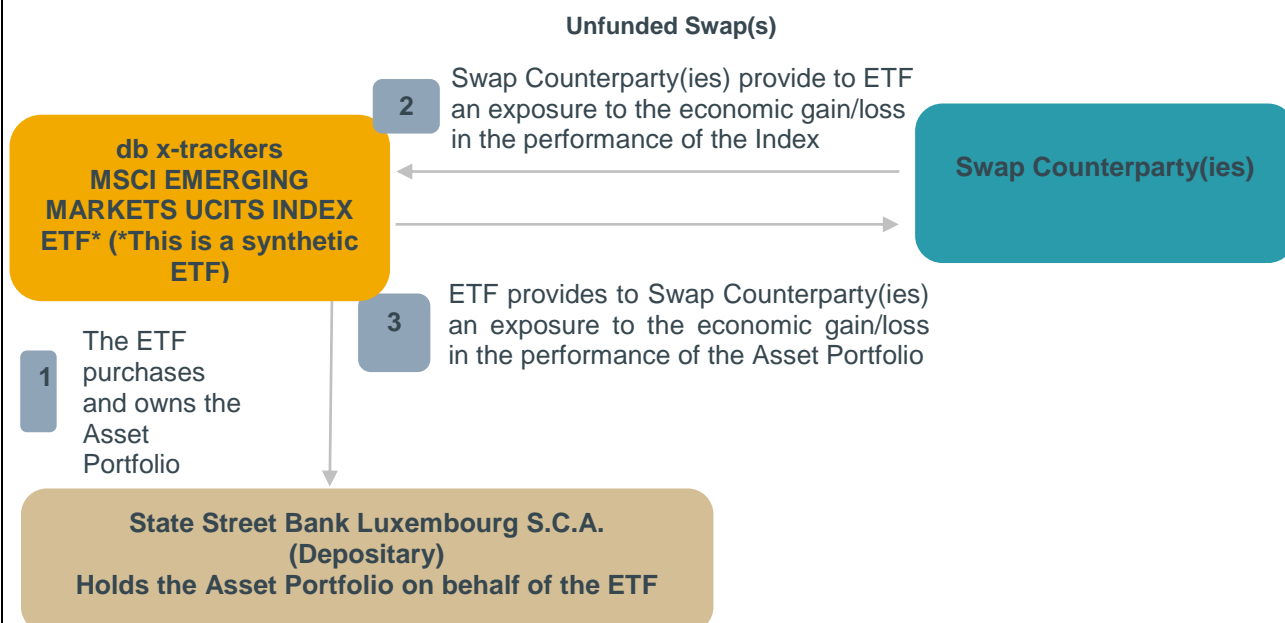 Unfunded Swap(s)
2
Swap Counterparty(ies) provide to ETF
an exposure to the economic gain/loss
in the performance of the Index
db x-trackers
MSCI EMERGING
MARKETS UCITS INDEX
ETF* (*This is a synthetic
ETF)
Swap Counterparty(ies)
3
ETF provides to Swap Counterparty(ies)
an exposure to the economic gain/loss
in the performance of the Asset Portfolio
1
The ETF
purchases
and owns the
Asset
Portfolio
State Street Bank Luxembourg S.C.A.
(Depositary)
Holds the Asset Portfolio on behalf of the ETF